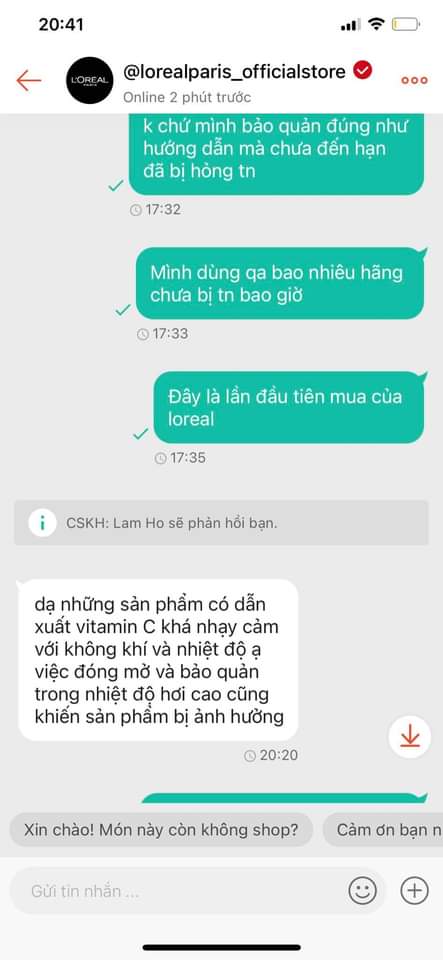 20:41
L'ORÉAL
PARIS
@lorealparis_officialstore
Online 2 phút trước
k chứ mình bảo quản đúng như
hướng dẫn mà chưa đến hạn
đã bị hỏng tn
17:32
Mình dùng qa bao nhiêu hãng
chưa bị tn bao giờ
17:33
Đây là lần đầu tiên mua của
loreal
17:35
CSKH: Lam Ho sẽ phản hồi bạn.
dạ những sản phẩm có dẫn
xuất vitamin C khá nhạy cảm
với không khí và nhiệt độ ạ
việc đóng mở và bảo quản
trong nhiệt độ hơi cao cũng
khiến sản phẩm bị ảnh hưởng
20:20
Xin chào! Món này còn không shop?
Cảm ơn bạn n
Gửi tin nhắn ...